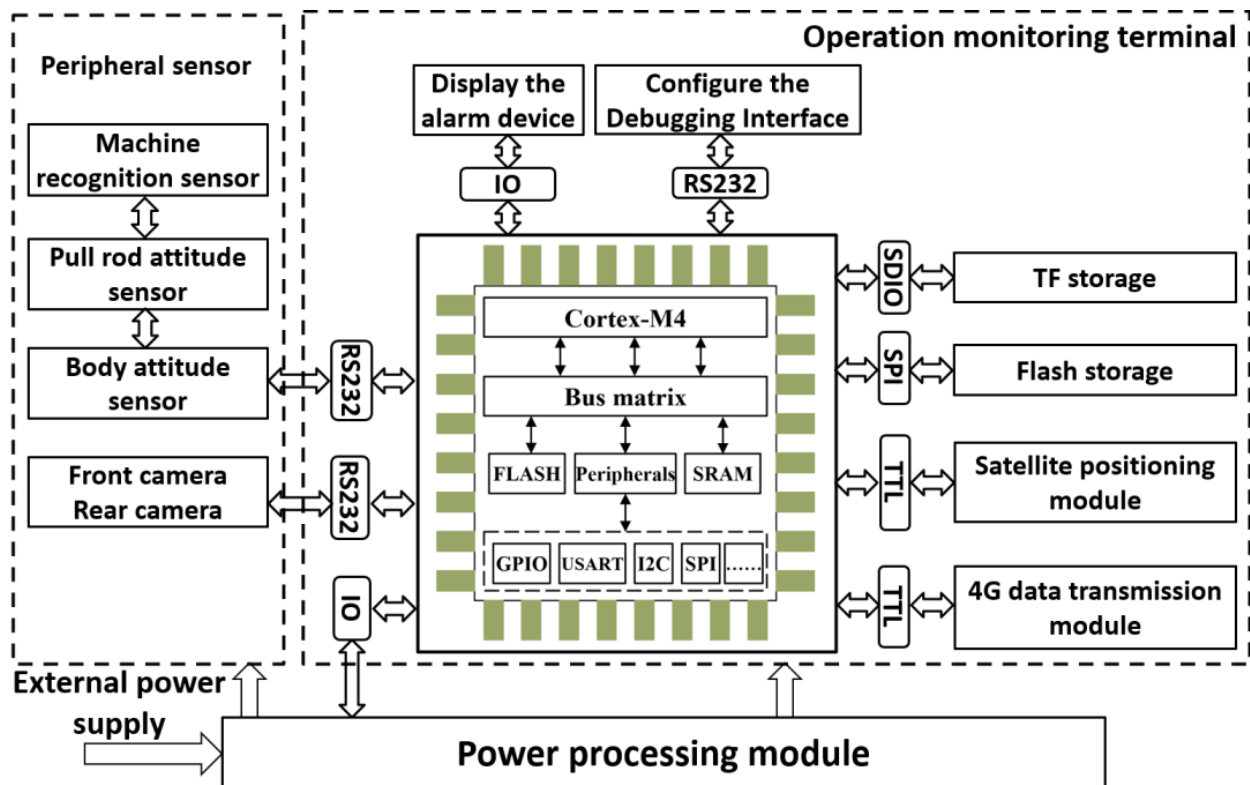 Operation monitoring terminal
Peripheral sensor
Machine
recognition sensor
Pull rod attitude
sensor
Body attitude
sensor
Front camera
Rear camera
RS232
RS232
IO
Display the
alarm device
IO
Configure the
Debugging Interface
RS232
Cortex-M4
Bus matrix
FLASH
Peripherals
SRAM
GPIO
USART
I2C
SPI
......
SDIO
TF storage
SPI
Flash storage
TTL
Satellite positioning
module
TTL
4G data transmission
module
External power
supply
Power processing module